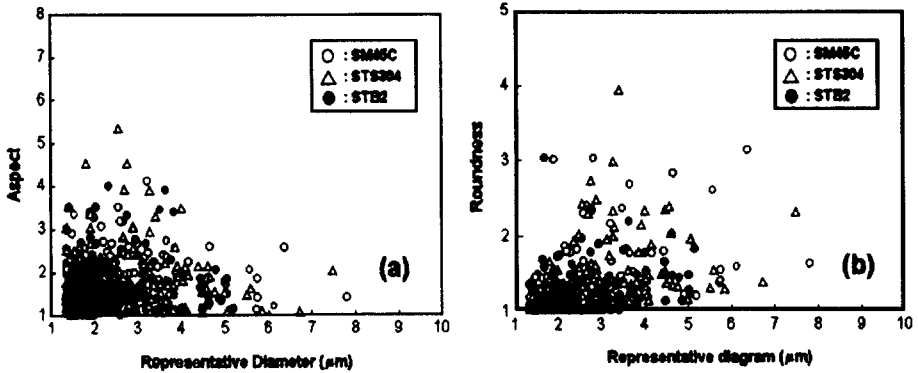 8
7
6
5
4
3
2
1
1 2 3 4 5 6 7 8 9 10
Aspect
Representative Diameter (μm)
○ : SM45C
△ : STS304
● : STB2
(a)
5
4
3
2
1
1 2 3 4 5 6 7 8 9 10
Roundness
Representative diagram (μm)
○ : SM45C
△ : STS304
● : STB2
(b)